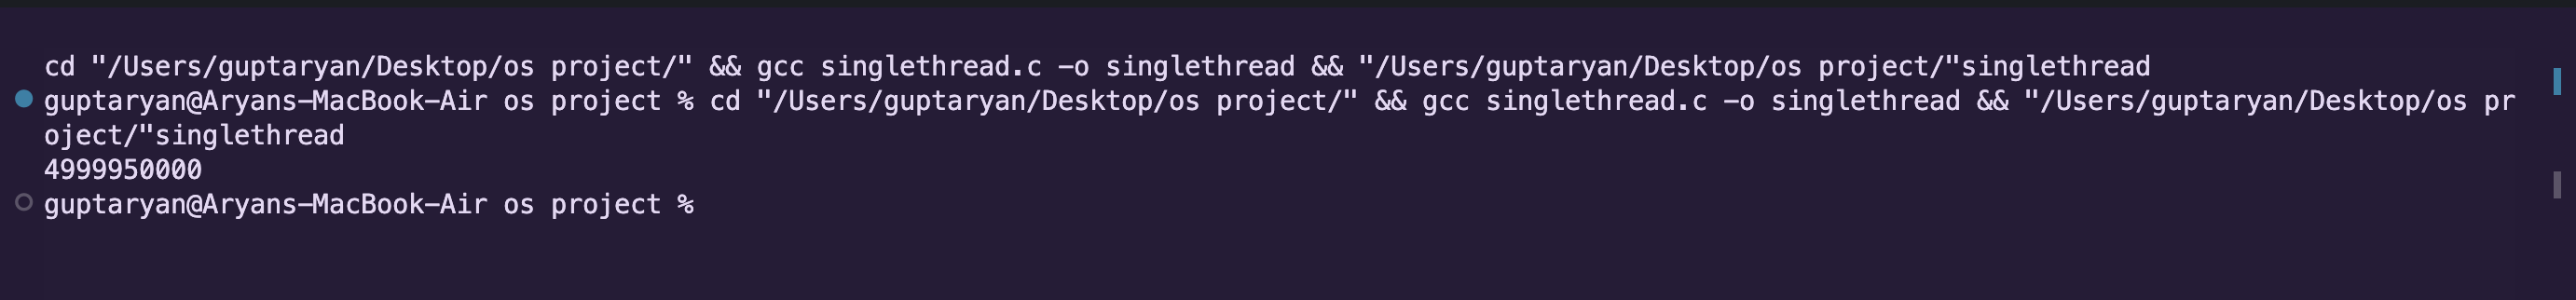 cd "/Users/guptaryan/Desktop/os project/" && gcc singlethread.c -o singlethread && "/Users/guptaryan/Desktop/os project/"singlethread
guptaryan@Aryans-MacBook-Air os project % cd "/Users/guptaryan/Desktop/os project/" && gcc singlethread.c -o singlethread && "/Users/guptaryan/Desktop/os pr
oject/"singlethread
4999950000
guptaryan@Aryans-MacBook-Air os project %